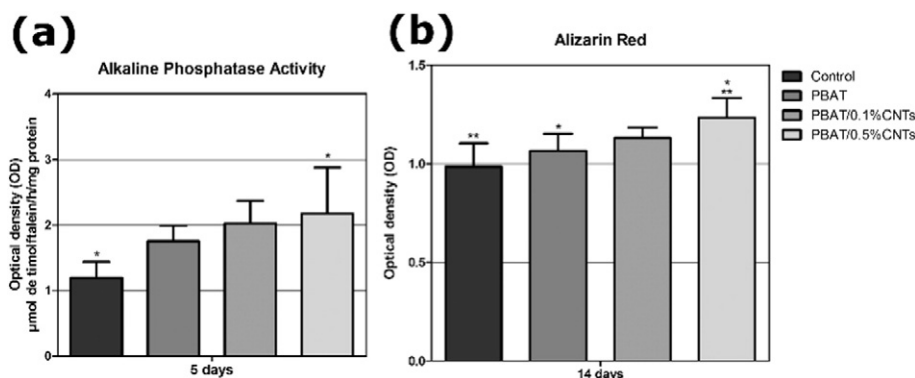 (a)
Alkaline Phosphatase Activity
Optical density (OD)
µmol de timolftalein/h/mg protein
4
3
2
1
0
*
*
5 days
(b)
Alizarin Red
Optical density (OD)
1.5
1.0
0.5
0.0
**
*
*
**
14 days
Control
PBAT
PBAT/0.1%CNTs
PBAT/0.5%CNTs